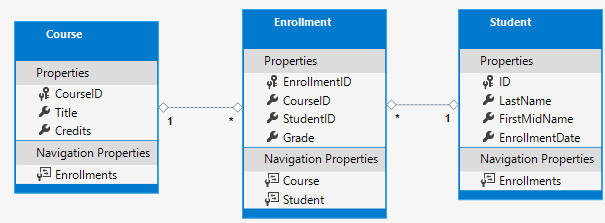 Course
Properties
CourseID
Title
Credits
Navigation Properties
Enrollments
1
*
Enrollment
Properties
EnrollmentID
CourseID
StudentID
Grade
Navigation Properties
Course
Student
*
1
Student
Properties
ID
LastName
FirstMidName
EnrollmentDate
Navigation Properties
Enrollments